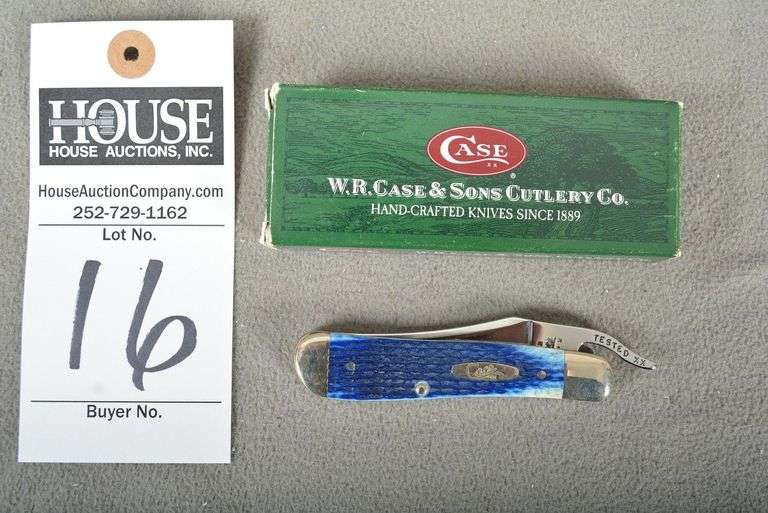 HOUSE
HOUSE AUCTIONS, INC.
HouseAuctionCompany.com
252-729-1162
Lot No.
16
Buyer No.
CASE
XX
®
W.R. CASE & SONS CUTLERY CO.
HAND-CRAFTED KNIVES SINCE 1889
TESTED XX